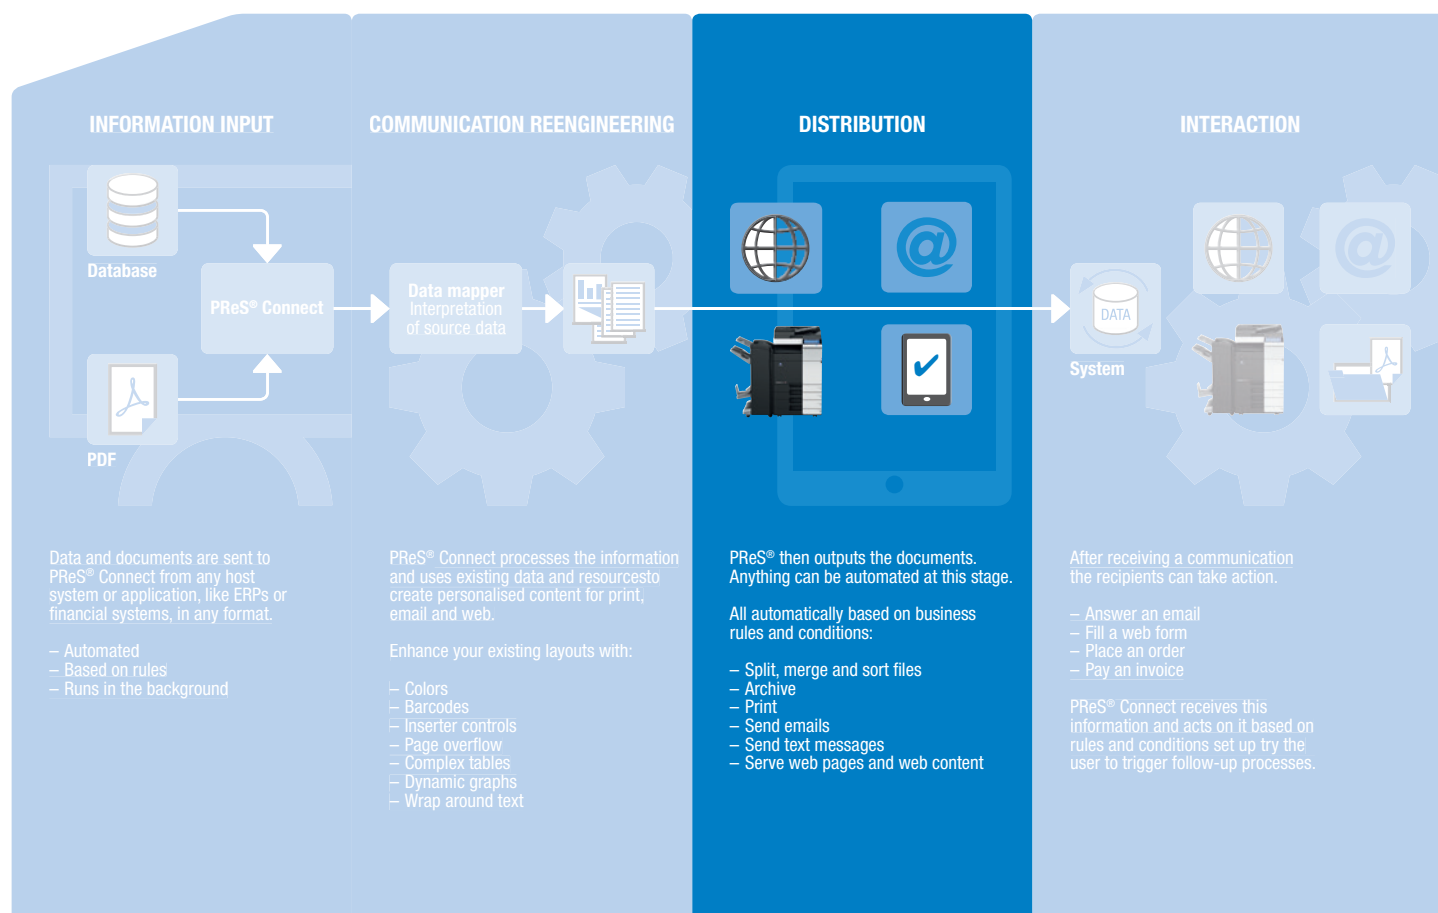 INFORMATION INPUT
Database
PDF
PReS® Connect
Data and documents are sent to
PReS® Connect from any host
system or application, like ERPs or
financial systems, in any format.
– Automated
– Based on rules
– Runs in the background
COMMUNICATION REENGINEERING
Data mapper
Interpretation
of source data
PReS® Connect processes the information
and uses existing data and resourcesto
create personalised content for print,
email and web.
Enhance your existing layouts with:
– Colors
– Barcodes
– Inserter controls
– Page overflow
– Complex tables
– Dynamic graphs
– Wrap around text
DISTRIBUTION
@
PReS® then outputs the documents.
Anything can be automated at this stage.
All automatically based on business
rules and conditions:
– Split, merge and sort files
– Archive
– Print
– Send emails
– Send text messages
– Serve web pages and web content
INTERACTION
DATA
System
@
After receiving a communication
the recipients can take action.
– Answer an email
– Fill a web form
– Place an order
– Pay an invoice
PReS® Connect receives this
information and acts on it based on
rules and conditions set up try the
user to trigger follow-up processes.